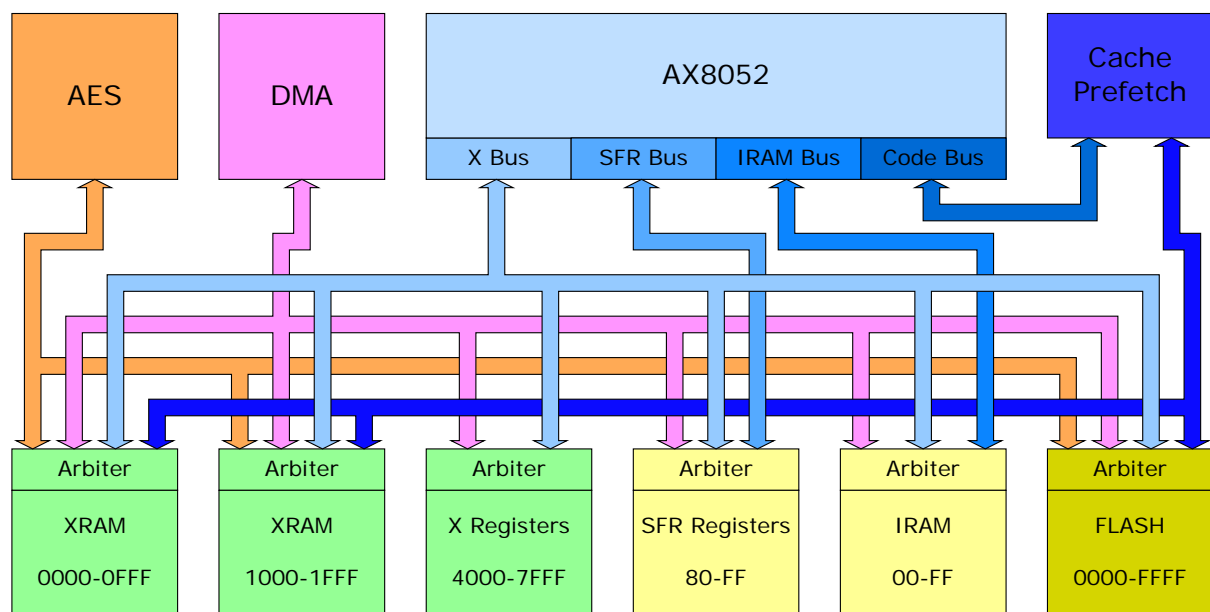 AES
DMA
AX8052
Cache
Prefetch
X Bus
SFR Bus
IRAM Bus
Code Bus
Arbiter
Arbiter
Arbiter
Arbiter
Arbiter
Arbiter
XRAM
XRAM
X Registers
SFR Registers
IRAM
FLASH
0000-0FFF
1000-1FFF
4000-7FFF
80-FF
00-FF
0000-FFFF